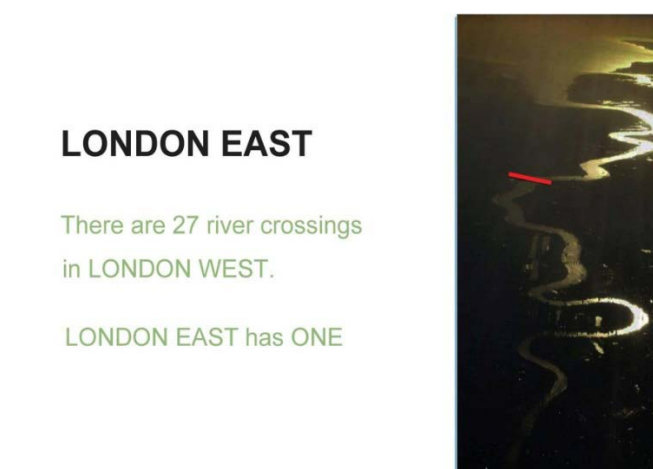 LONDON EAST
There are 27 river crossings
in LONDON WEST.
LONDON EAST has ONE